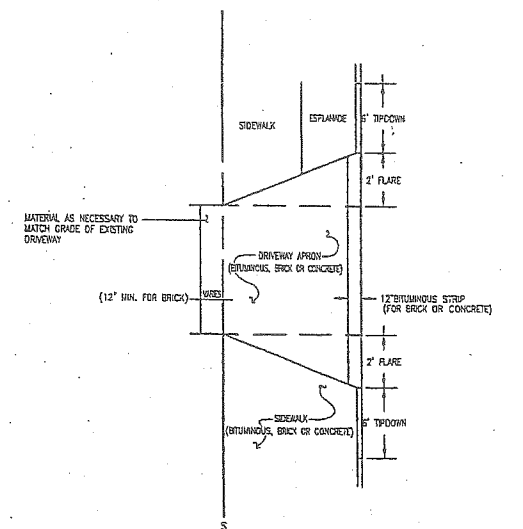 SIDEWALK
ESPLANADE
6' TIPDOWN
2' FLARE
MATERIAL AS NECESSARY TO
MATCH GRADE OF EXISTING
DRIVEWAY
DRIVEWAY APRON
(BITUMINOUS, BRICK OR CONCRETE)
(12" MIN. FOR BRICK)
VARIES
12" BITUMINOUS STRIP
(FOR BRICK OR CONCRETE)
2' FLARE
SIDEWALK
(BITUMINOUS, BRICK OR CONCRETE)
6' TIPDOWN
S